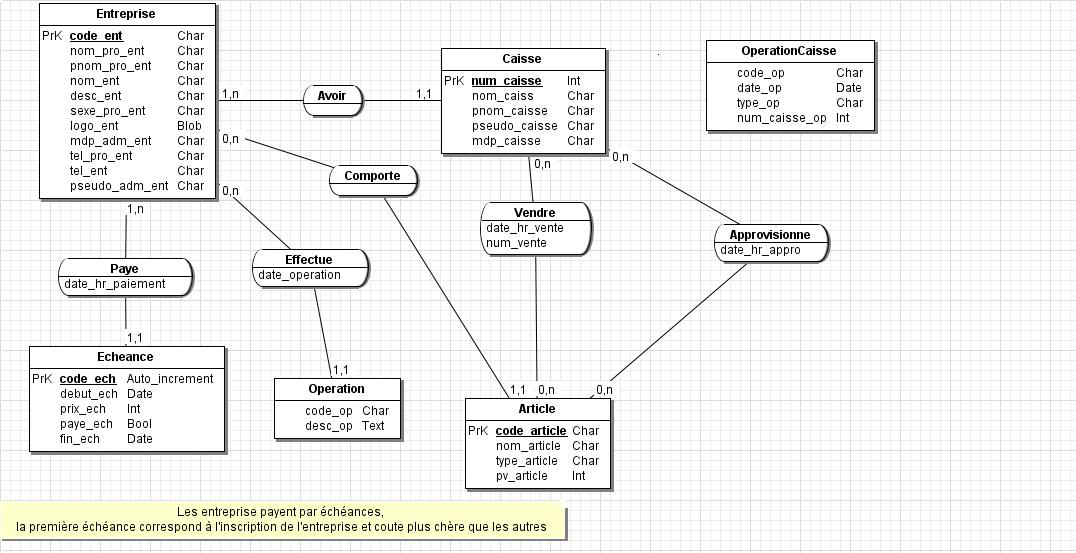 Entreprise
PrK code_ent Char
nom_pro_ent Char
pnom_pro_ent Char
nom_ent Char
desc_ent Char
sexe_pro_ent Char
logo_ent Blob
mdp_adm_ent Char
tel_pro_ent Char
tel_ent Char
pseudo_adm_ent Char
1,n
Avoir
1,1
Caisse
PrK num_caisse Int
nom_caiss Char
pnom_caisse Char
pseudo_caisse Char
mdp_caisse Char
OperationCaisse
code_op Char
date_op Date
type_op Char
num_caisse_op Int
0,n
Comporte
0,n
0,n
0,n
1,n
Vendre
date_hr_vente
num_vente
Approvisionne
date_hr_appro
Paye
date_hr_paiement
Effectue
date_operation
1,1
Echeance
PrK code_ech Auto_increment
debut_ech Date
prix_ech Int
paye_ech Bool
fin_ech Date
1,1
Operation
code_op Char
desc_op Text
1,1
0,n
0,n
Article
PrK code_article Char
nom_article Char
type_article Char
pv_article Int
Les entreprise payent par échéances,
la première échéance correspond à l'inscription de l'entreprise et coute plus chère que les autres